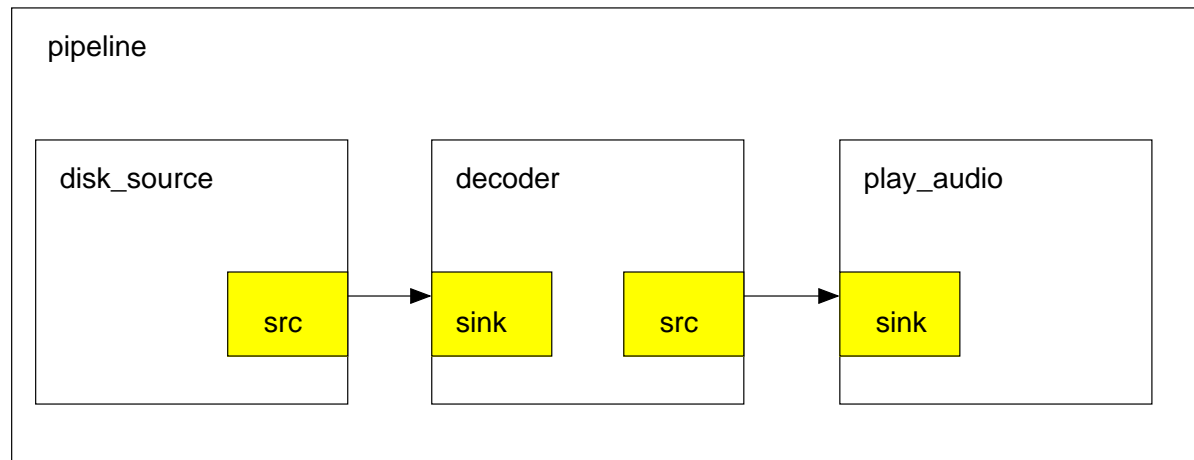 pipeline
disk_source
decoder
play_audio
src
sink
src
sink